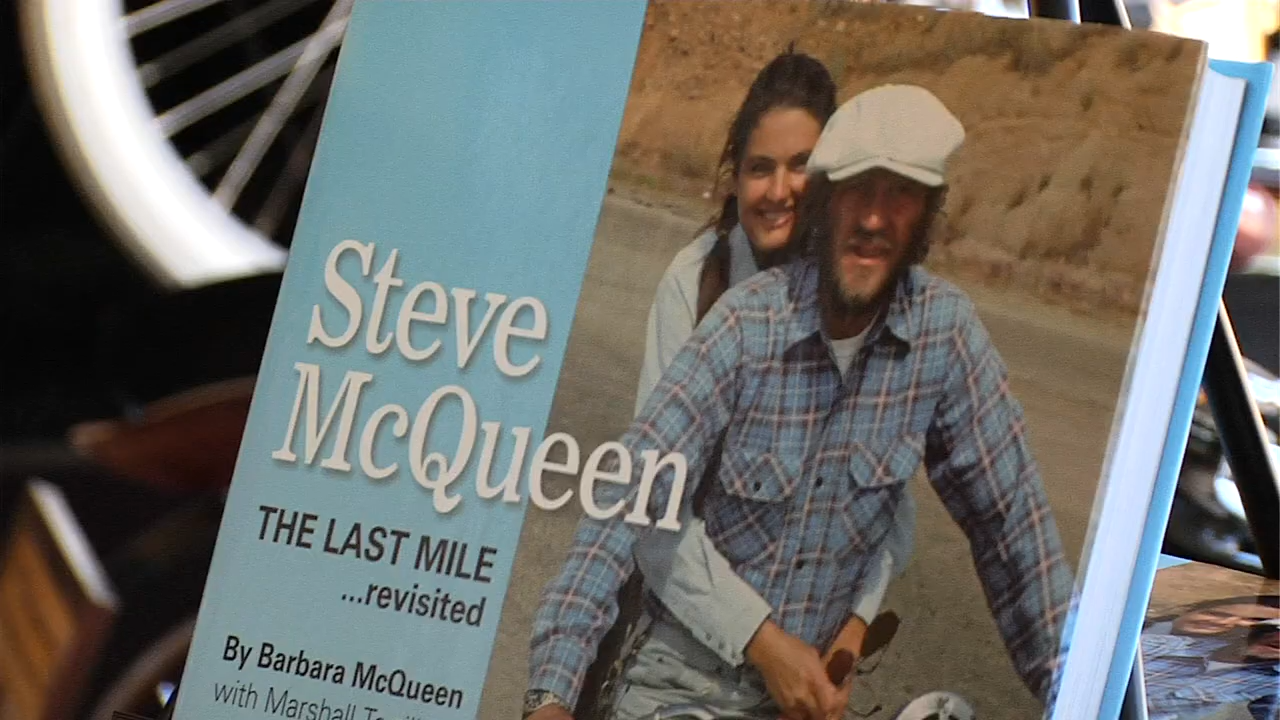 Steve
McQueen
THE LAST MILE
...revisited
By Barbara McQueen
with Marshall